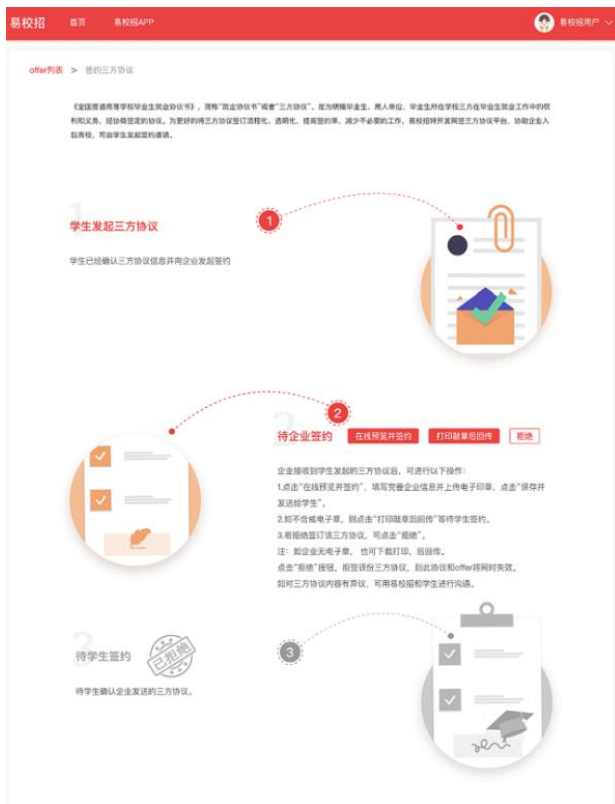 易校招 首页 易校招APP 易校招用户
offer列表 > 签约三方协议
《全国普通高等学校毕业生就业协议书》，简称“就业协议书”或者“三方协议”，是为明确毕业生、用人单位、毕业生所在学校三方在毕业生就业工作中的权
利和义务，经协商签定的协议。为更好的将三方协议签订流程化、透明化、提高签约率，减少不必要的工作，易校招特开发网签三方协议平台，协助企业入
驻高校，可由学生发起签约邀请。
1
学生发起三方协议
1
学生已经确认三方协议信息并向企业发起签约
2
2
待企业签约 在线预览并签约 打印敲章后回传 拒绝
企业接收到学生发起的三方协议后，可进行以下操作：
1.点击“在线预览并签约”，填写完善企业信息并上传电子印章，点击“保存并
发送给学生”。
2.如不合成电子章，则点击“打印敲章后回传”等待学生签约。
3.若拒绝签订该三方协议，可点击“拒绝”。
注：如企业无电子章， 也可下载打印、后回传。
点击“拒绝”按钮，拒签该份三方协议，则此协议和offer将同时失效。
如对三方协议内容有异议，可用易校招和学生进行沟通。
3
待学生签约 已拒绝
3
待学生确认企业发送的三方协议。